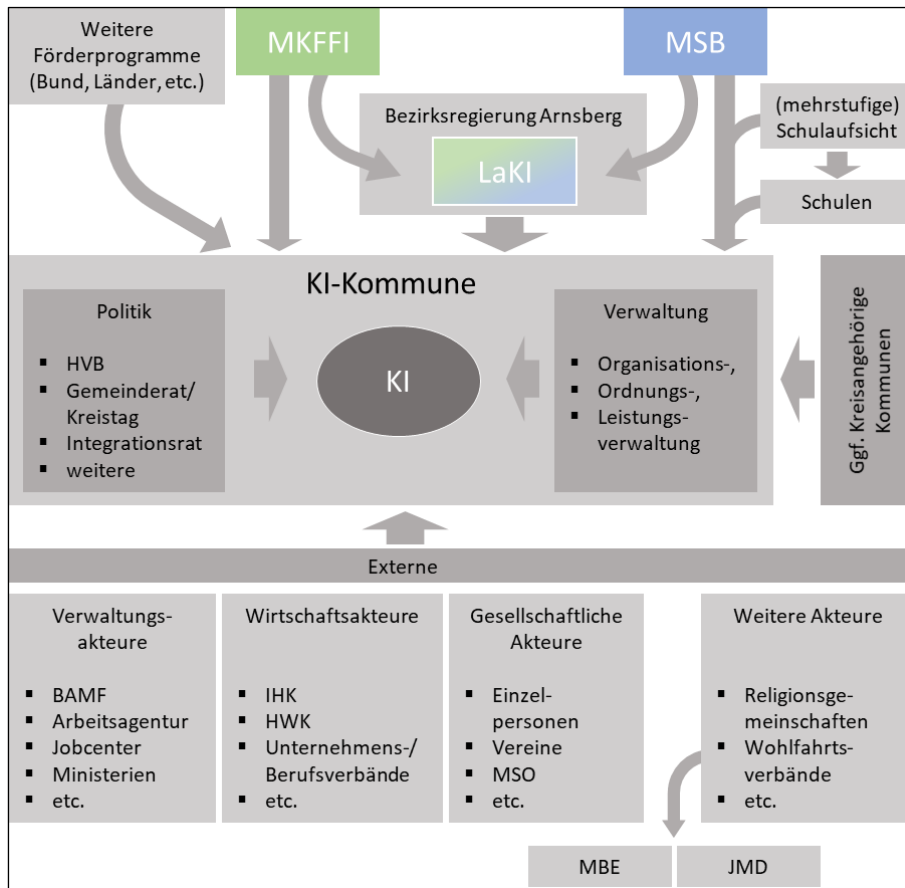 Weitere
Förderprogramme
(Bund, Länder, etc.)
MKFFI
MSB
Bezirksregierung Arnsberg
LaKI
(mehrstufige)
Schulaufsicht
Schulen
KI-Kommune
Politik
▪ HVB
▪ Gemeinderat/
Kreistag
▪ Integrationsrat
▪ weitere
KI
Verwaltung
▪ Organisations-,
▪ Ordnungs-,
▪ Leistungs-
verwaltung
Ggf. Kreisangehörige
Kommunen
Externe
Verwaltungs-
akteure
▪ BAMF
▪ Arbeitsagentur
▪ Jobcenter
▪ Ministerien
▪ etc.
Wirtschaftsakteure
▪ IHK
▪ HWK
▪ Unternehmens-/
Berufsverbände
▪ etc.
Gesellschaftliche
Akteure
▪ Einzel-
personen
▪ Vereine
▪ MSO
▪ etc.
Weitere Akteure
▪ Religionsge-
meinschaften
▪ Wohlfahrts-
verbände
▪ etc.
MBE
JMD